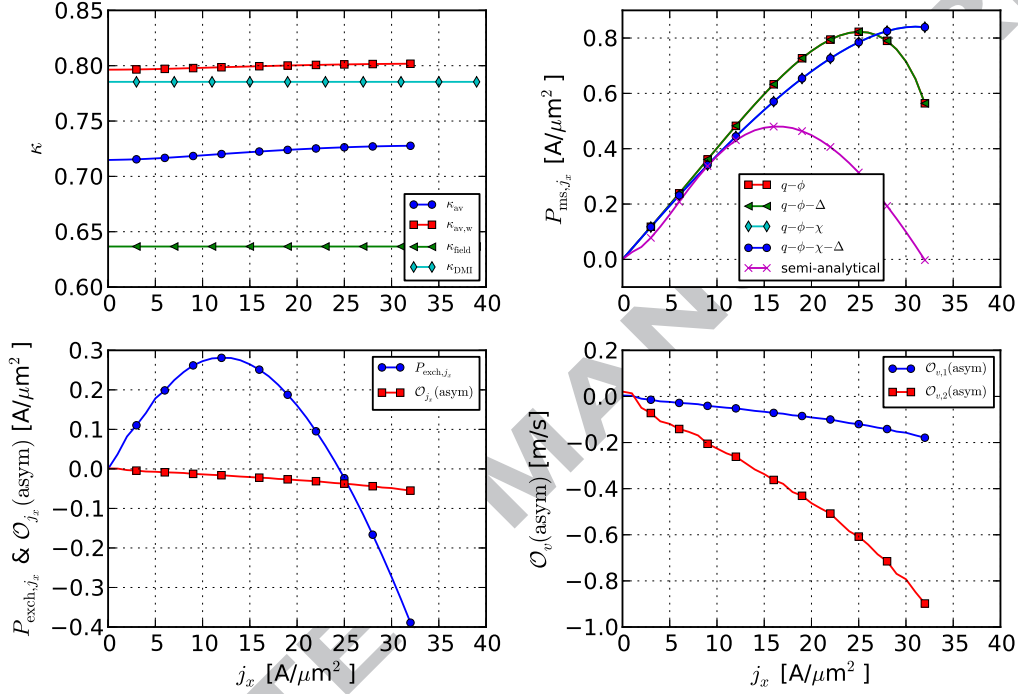 0.85
0.80
0.75
0.70
0.65
0.60
κ
0 5 10 15 20 25 30 35 40
κ_av
κ_av,w
κ_field
κ_DMI
0.8
0.6
0.4
0.2
0.0
P_ms,j_x [A/μm²]
0 5 10 15 20 25 30 35 40
q−ϕ
q−ϕ−Δ
q−ϕ−χ
q−ϕ−χ−Δ
semi-analytical
0.3
0.2
0.1
0.0
−0.1
−0.2
−0.3
−0.4
P_exch,j_x & 𝒪_j_x(asym) [A/μm²]
0 5 10 15 20 25 30 35 40
j_x [A/μm²]
P_exch,j_x
𝒪_j_x(asym)
0.2
0.0
−0.2
−0.4
−0.6
−0.8
−1.0
𝒪_v(asym) [m/s]
0 5 10 15 20 25 30 35 40
j_x [A/μm²]
𝒪_v,1(asym)
𝒪_v,2(asym)